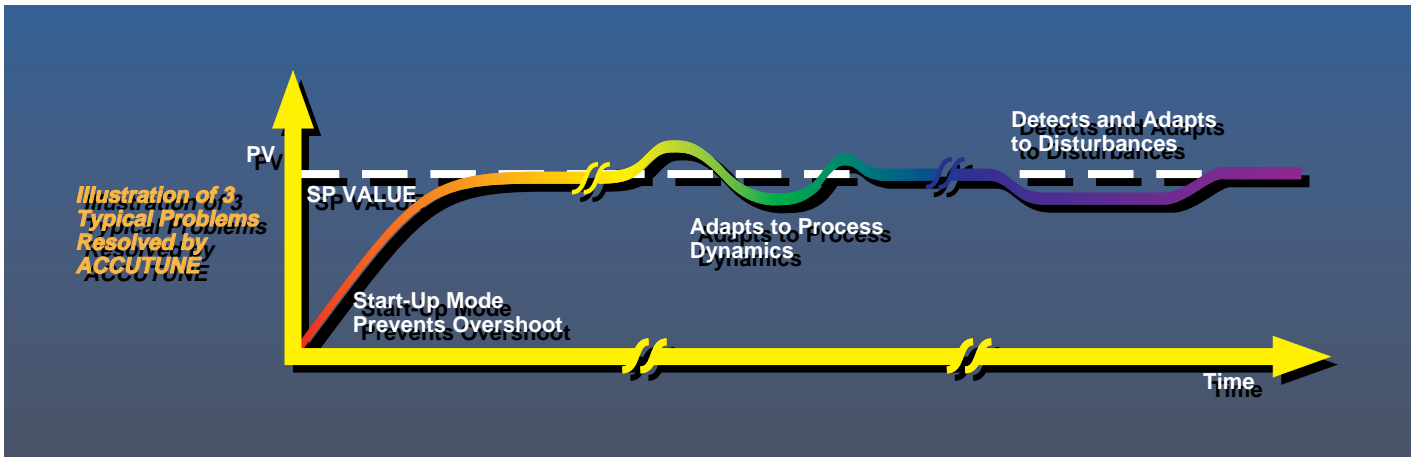 Detects and Adapts
to Disturbances
PV
SP VALUE
Illustration of 3
Typical Problems
Resolved by
ACCUTUNE
Adapts to Process
Dynamics
Start-Up Mode
Prevents Overshoot
Time